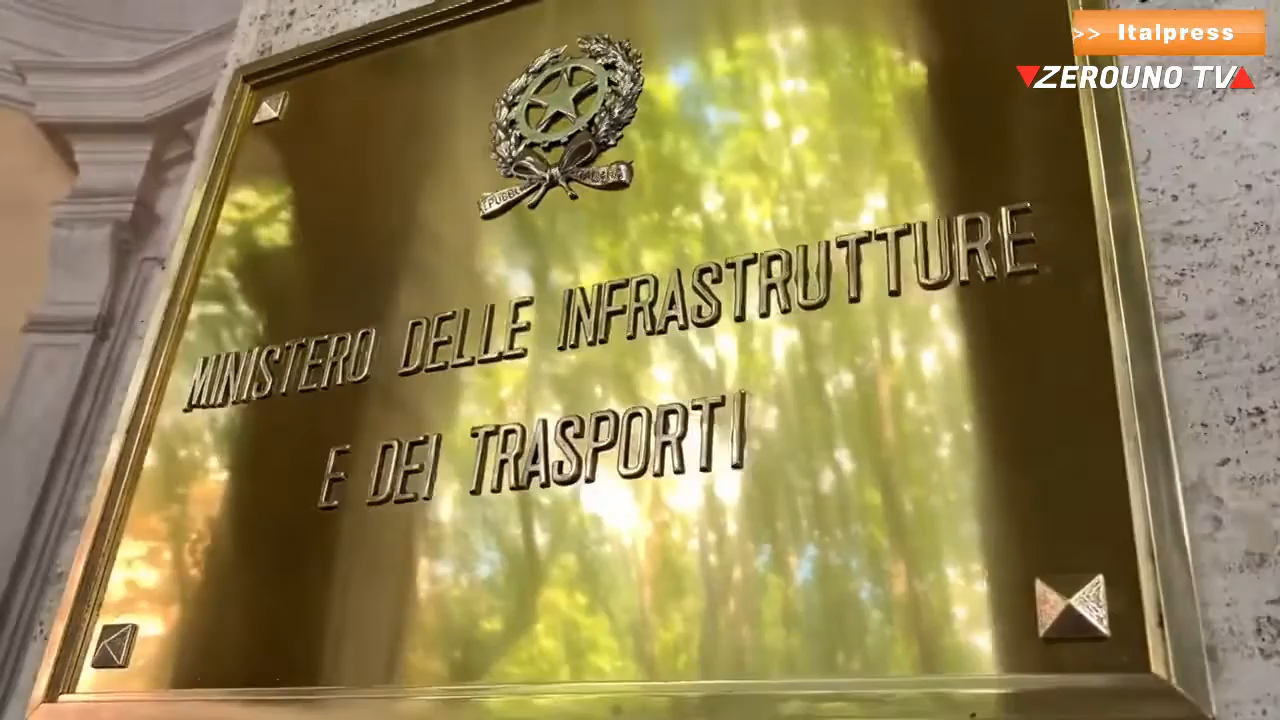 >> Italpress
ZEROUNO TV
MINISTERO DELLE INFRASTRUTTURE
E DEI TRASPORTI